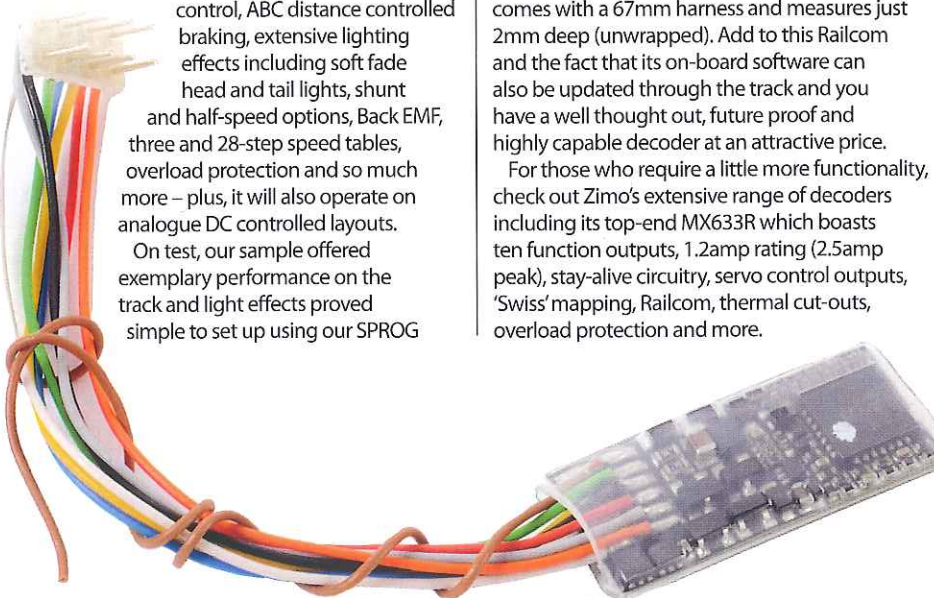 control, ABC distance controlled
braking, extensive lighting
effects including soft fade
head and tail lights, shunt
and half-speed options, Back EMF,
three and 28-step speed tables,
overload protection and so much
more – plus, it will also operate on
analogue DC controlled layouts.
On test, our sample offered
exemplary performance on the
track and light effects proved
simple to set up using our SPROG
comes with a 67mm harness and measures just
2mm deep (unwrapped). Add to this Railcom
and the fact that its on-board software can
also be updated through the track and you
have a well thought out, future proof and
highly capable decoder at an attractive price.
For those who require a little more functionality,
check out Zimo's extensive range of decoders
including its top-end MX633R which boasts
ten function outputs, 1.2amp rating (2.5amp
peak), stay-alive circuitry, servo control outputs,
'Swiss' mapping, Railcom, thermal cut-outs,
overload protection and more.